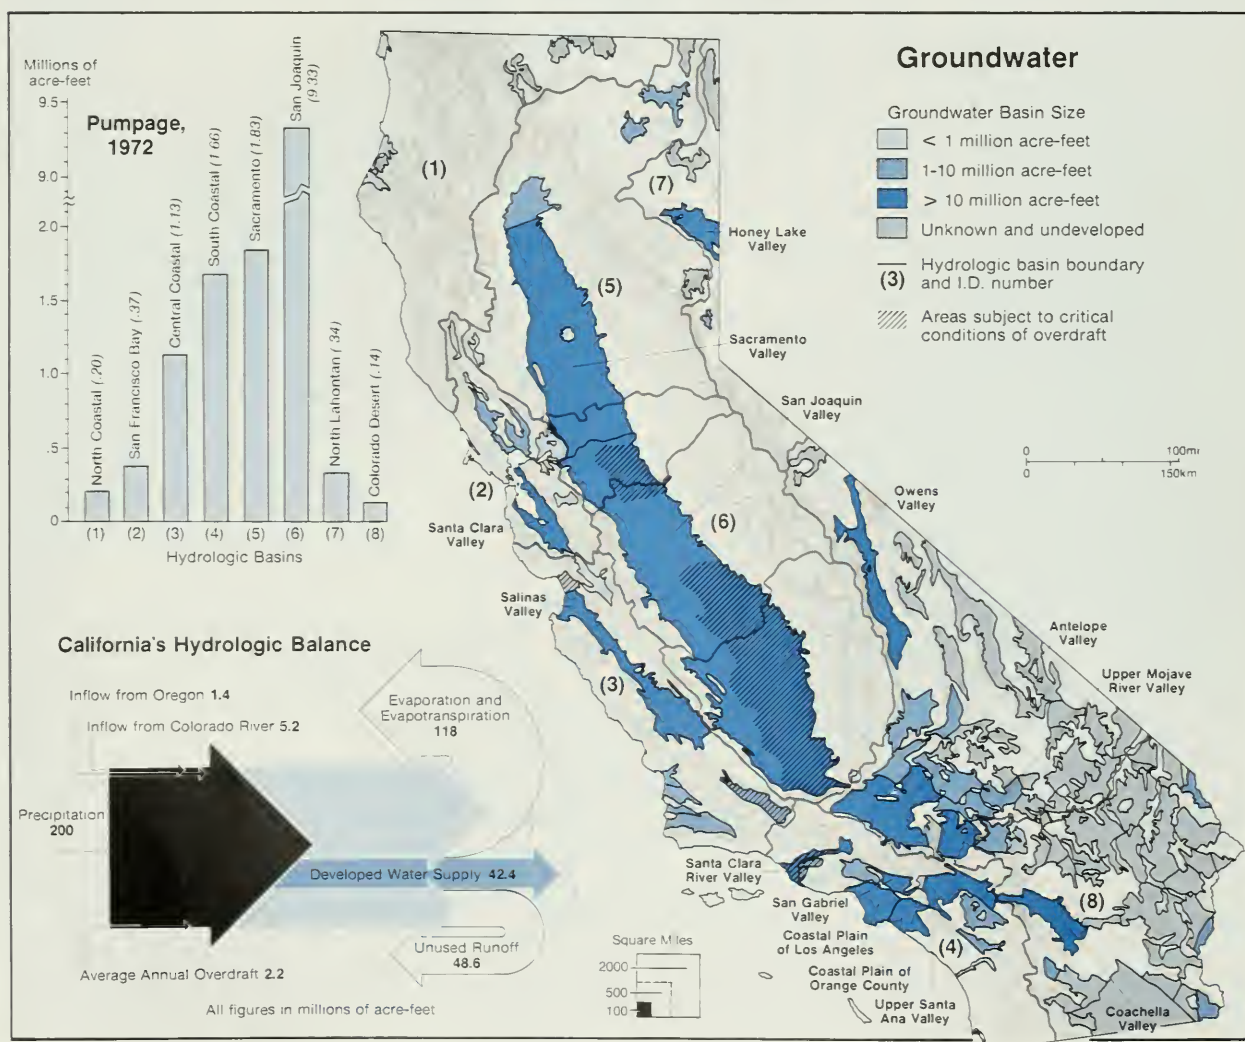 Groundwater
Groundwater Basin Size
< 1 million acre-feet
1-10 million acre-feet
> 10 million acre-feet
Unknown and undeveloped
(3) Hydrologic basin boundary
and I.D. number
Areas subject to critical
conditions of overdraft
Millions of
acre-feet
Pumpage,
1972
9.5
9.0
2.0
1.5
1.0
.5
0
North Coastal (.20)
San Francisco Bay (.37)
Central Coastal (1.13)
South Coastal (1.66)
Sacramento (1.83)
San Joaquin
(9.33)
North Lahontan (.34)
Colorado Desert (.14)
(1) (2) (3) (4) (5) (6) (7) (8)
Hydrologic Basins
(1)
(7)
Honey Lake
Valley
(5)
Sacramento
Valley
San Joaquin
Valley
0 100mi
0 150km
(2)
(6)
Owens
Valley
Santa Clara
Valley
Salinas
Valley
Antelope
Valley
Upper Mojave
River Valley
(3)
Santa Clara
River Valley
San Gabriel
Valley
(8)
Coastal Plain
of Los Angeles
(4)
Coastal Plain of
Orange County
Upper Santa
Ana Valley
Coachella
Valley
California's Hydrologic Balance
Inflow from Oregon 1.4
Inflow from Colorado River 5.2
Evaporation and
Evapotranspiration
118
Precipitation
200
Developed Water Supply 42.4
Unused Runoff
48.6
Average Annual Overdraft 2.2
All figures in millions of acre-feet
Square Miles
2000
500
100